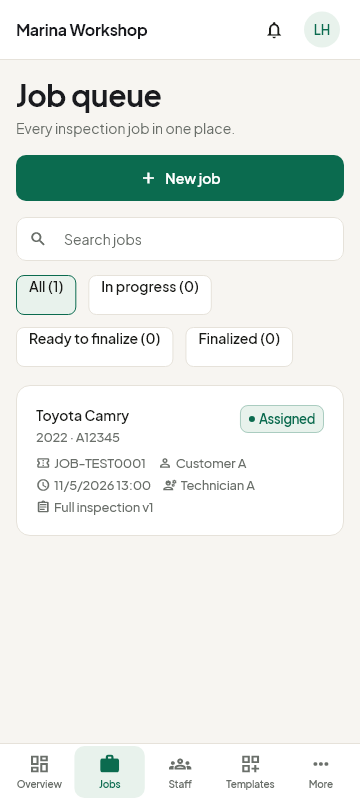 Marina Workshop
LH
Job queue
Every inspection job in one place.
+ New job
Search jobs
All (1)
In progress (0)
Ready to finalize (0)
Finalized (0)
Toyota Camry
Assigned
2022 · A12345
JOB-TEST0001
Customer A
11/5/2026 13:00
Technician A
Full inspection v1
Overview
Jobs
Staff
Templates
More